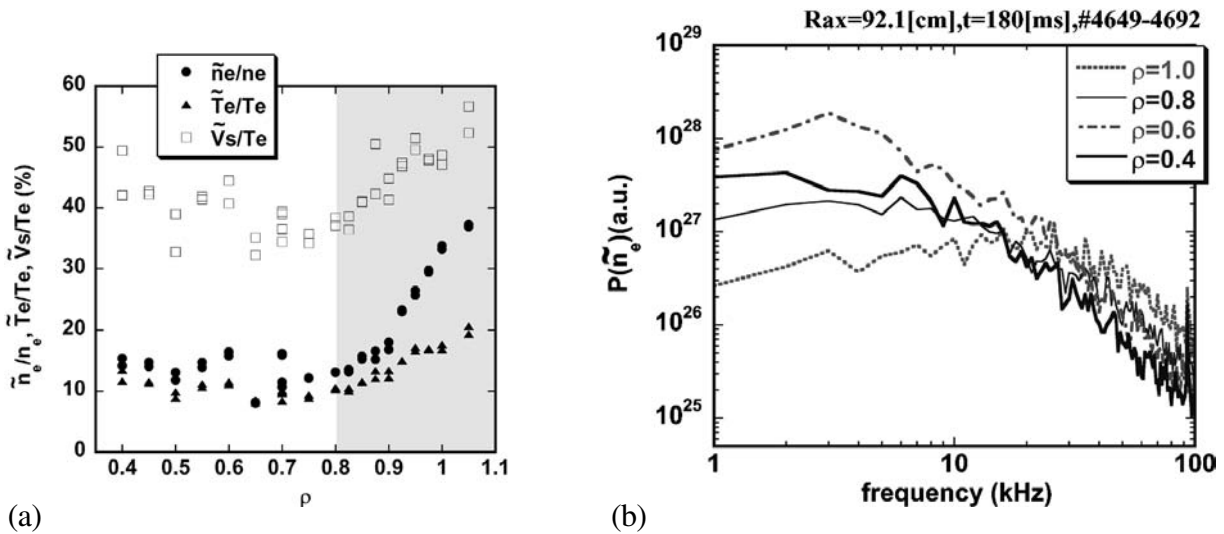 ñe/ne
T̃e/Te
Ṽs/Te
ñe/ne, T̃e/Te, Ṽs/Te (%)
60
50
40
30
20
10
0
0.4 0.5 0.6 0.7 0.8 0.9 1 1.1
ρ
(a)
Rax=92.1[cm],t=180[ms],#4649-4692
ρ=1.0
ρ=0.8
ρ=0.6
ρ=0.4
P(ñe)(a.u.)
10^29
10^28
10^27
10^26
10^25
1 10 100
frequency (kHz)
(b)